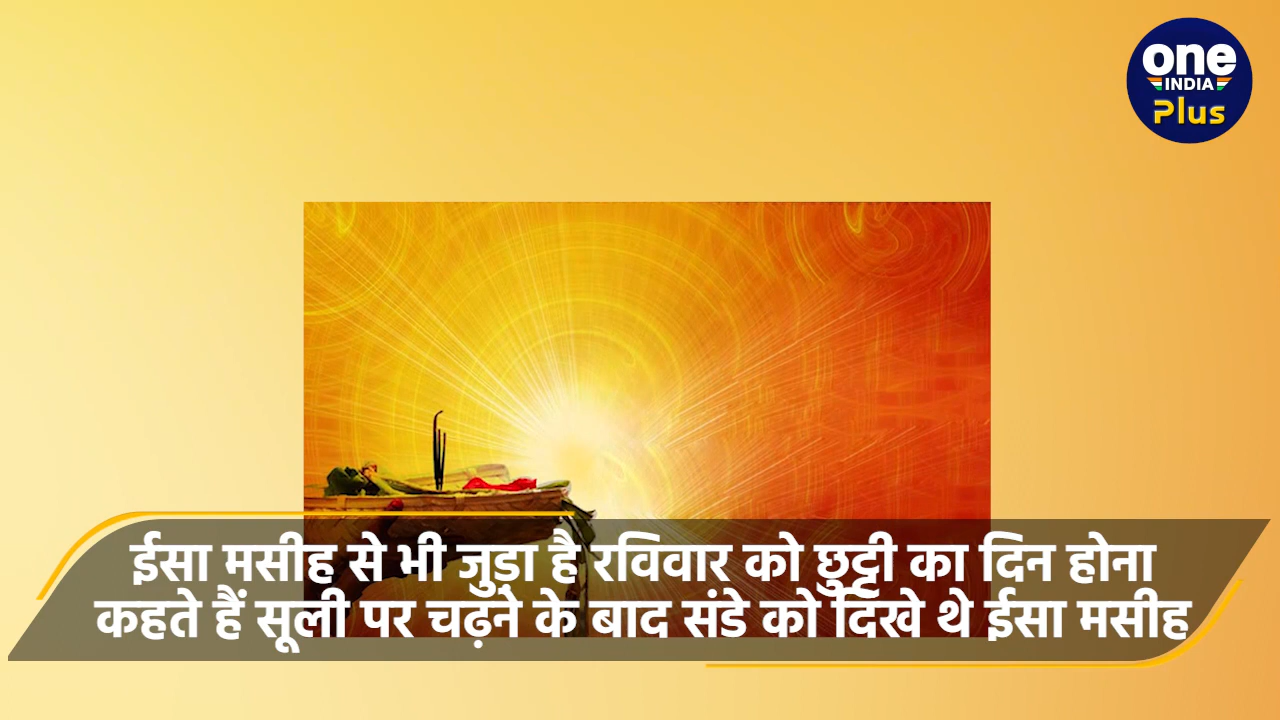 one
INDIA
Plus
ईसा मसीह से भी जुड़ा है रविवार को छुट्टी का दिन होना
कहते हैं सूली पर चढ़ने के बाद संडे को दिखे थे ईसा मसीह